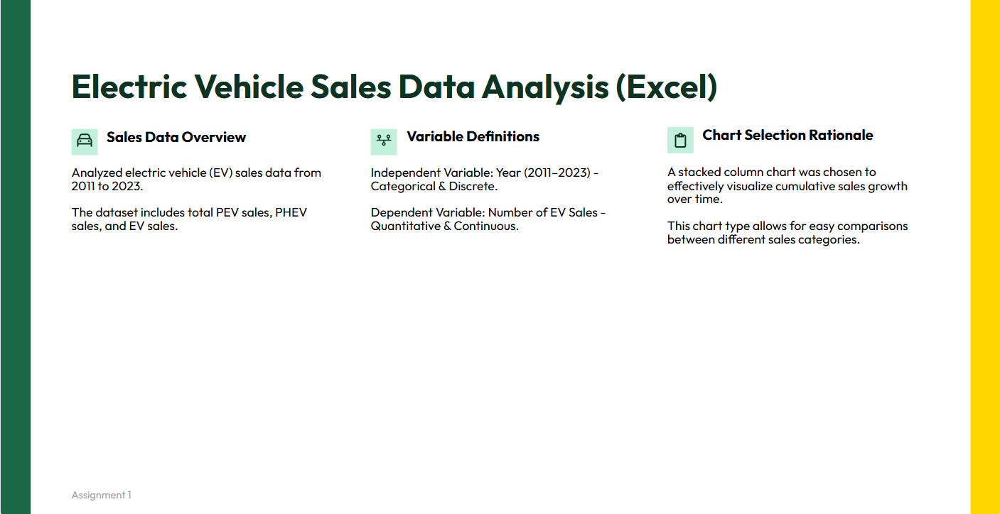 Electric Vehicle Sales Data Analysis (Excel)
Sales Data Overview
Analyzed electric vehicle (EV) sales data from
2011 to 2023.
The dataset includes total PEV sales, PHEV
sales, and EV sales.
Variable Definitions
Independent Variable: Year (2011–2023) -
Categorical & Discrete.
Dependent Variable: Number of EV Sales -
Quantitative & Continuous.
Chart Selection Rationale
A stacked column chart was chosen to
effectively visualize cumulative sales growth
over time.
This chart type allows for easy comparisons
between different sales categories.
Assignment 1